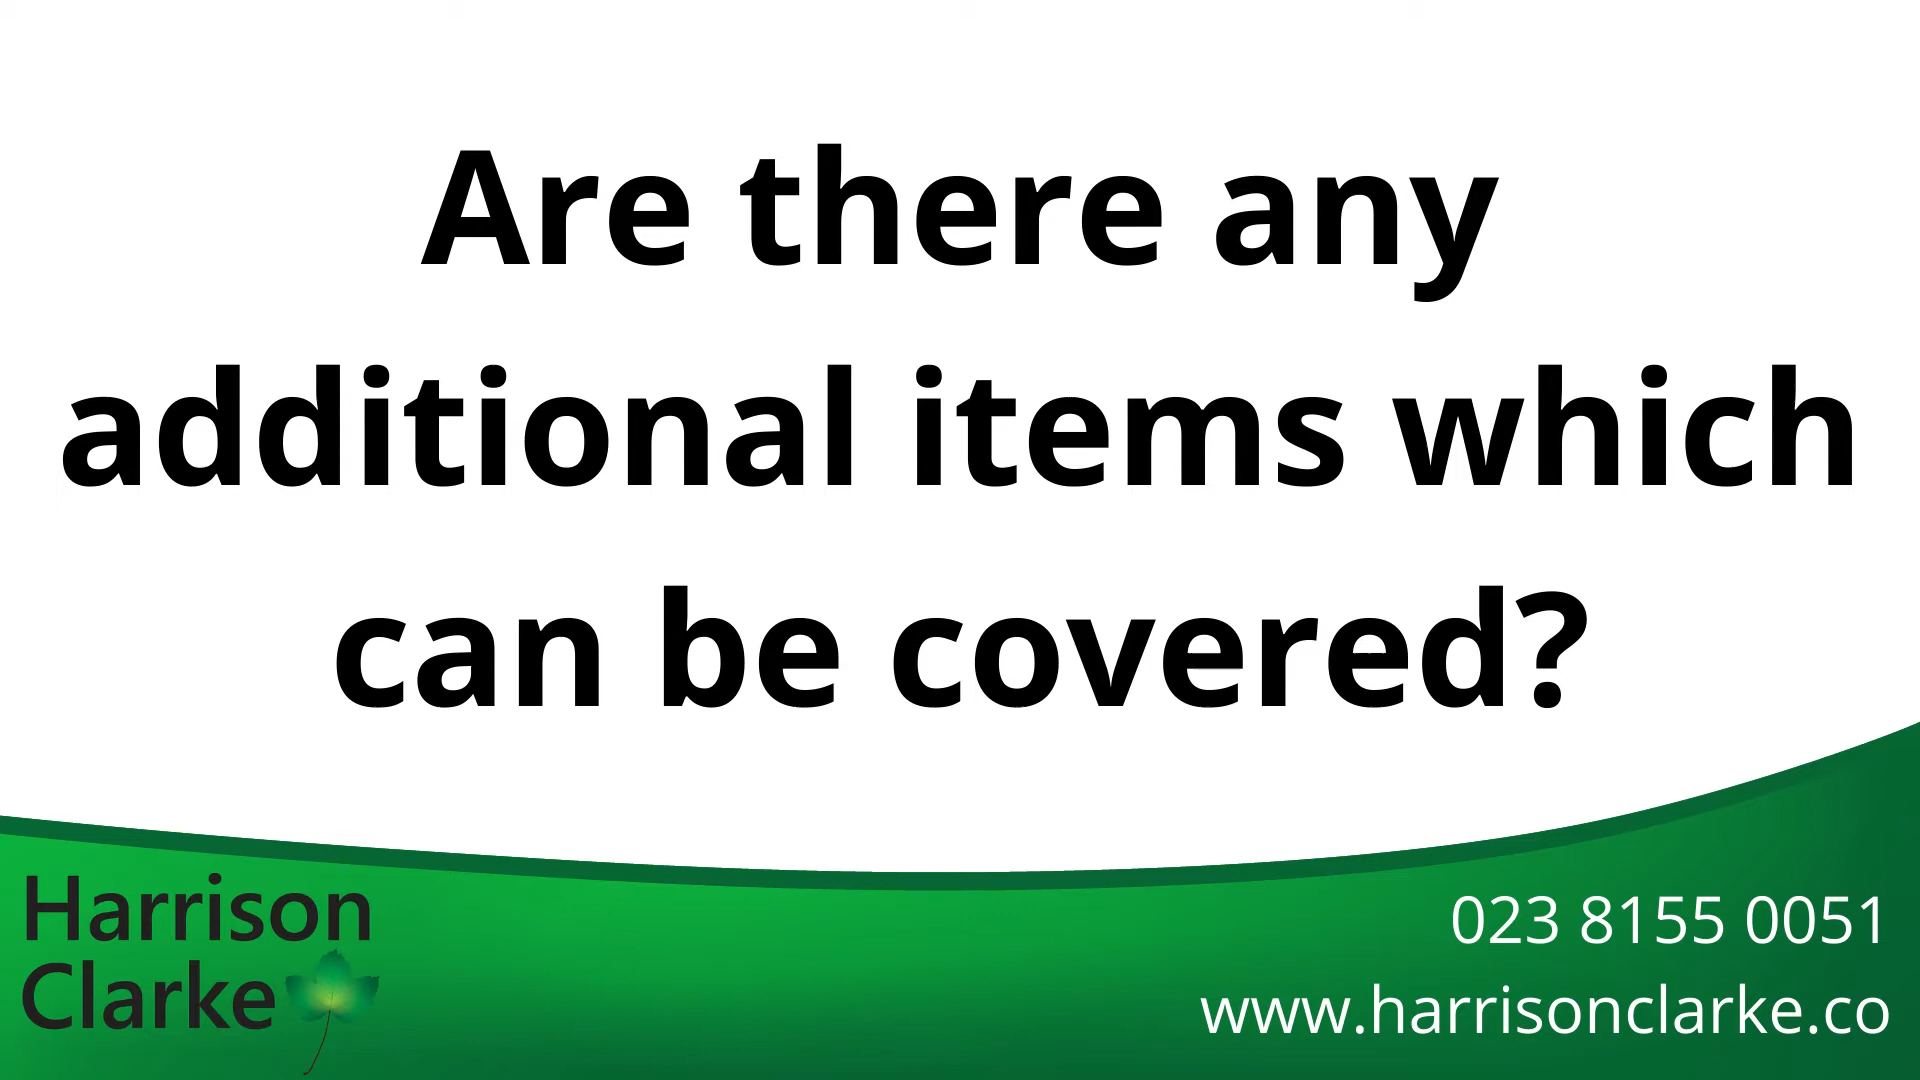 Are there any
additional items which
can be covered?
Harrison
Clarke
023 8155 0051
www.harrisonclarke.co